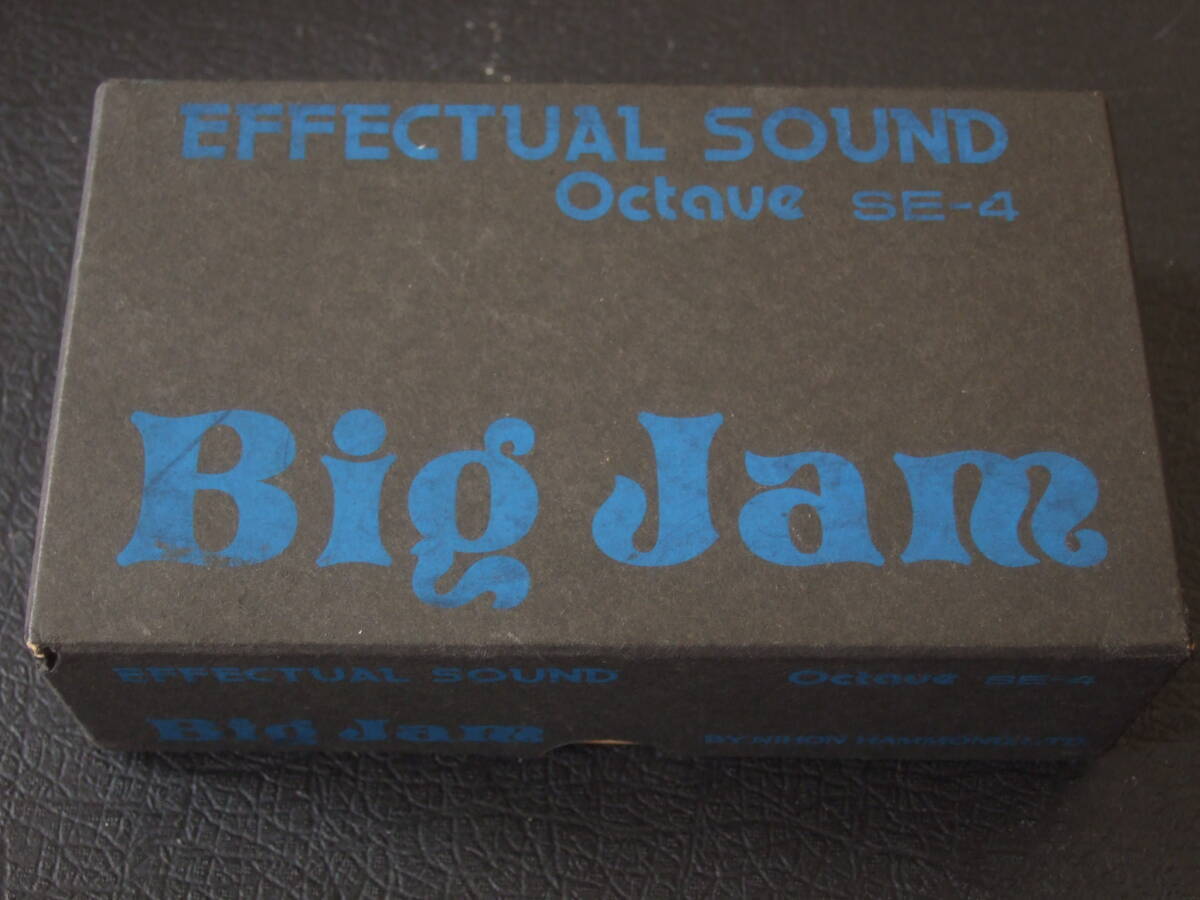 EFFECTUAL SOUND
Octave SE-4
Big Jam
EFFECTUAL SOUND Octave SE-4
Big Jam BY NIHON HAMMOND LTD.